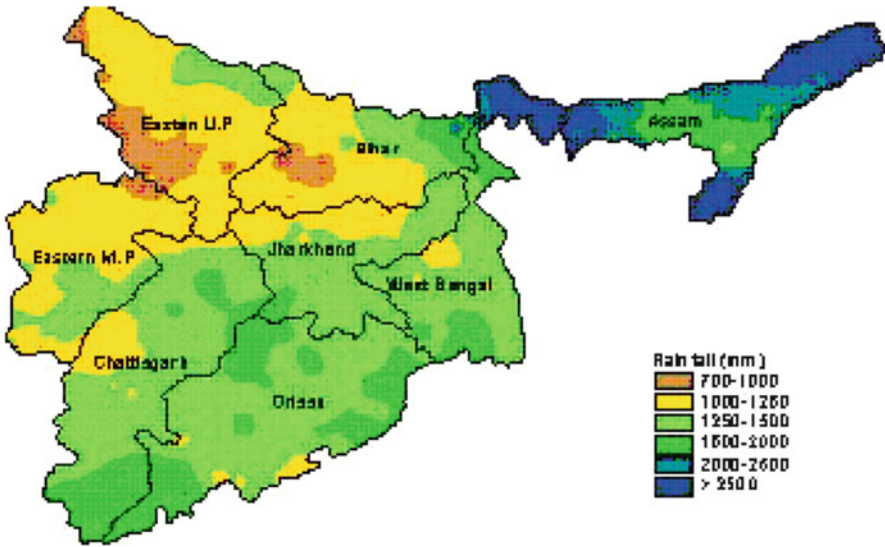 Eastern U.P
Bihar
Assam
Eastern M.P
Jharkhand
West Bengal
Chattisgarh
Orissa
Rain fall (mm)
700-1000
1000-1250
1250-1500
1500-2000
2000-2500
> 2500